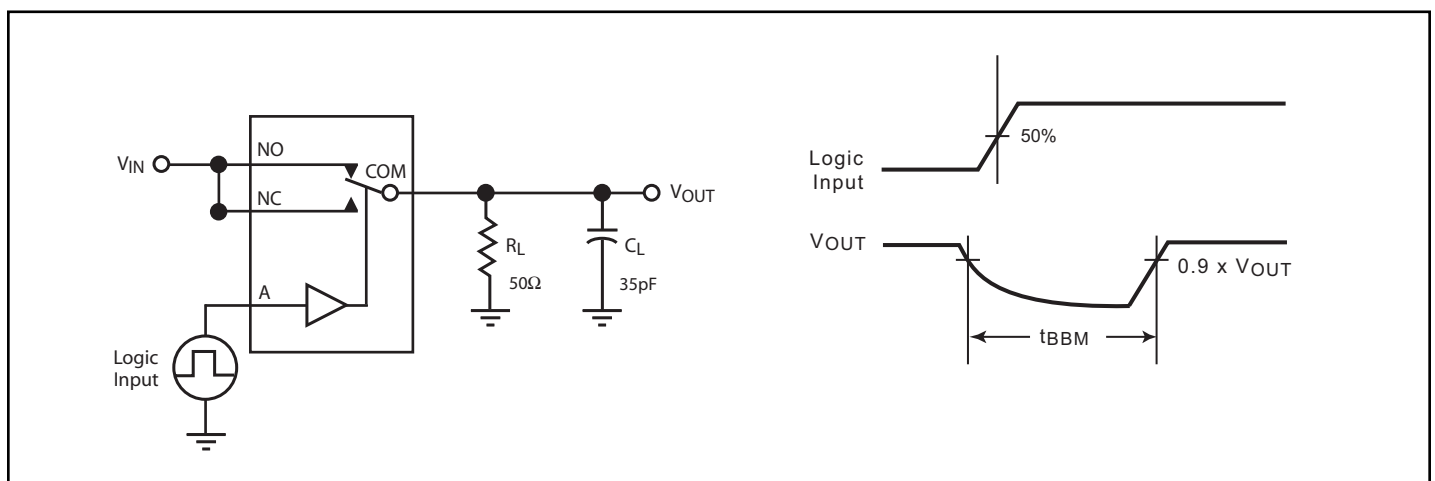 VIN
NO
NC
COM
VOUT
RL
50Ω
CL
35pF
A
Logic
Input
50%
Logic
Input
VOUT
0.9 x VOUT
tBBM